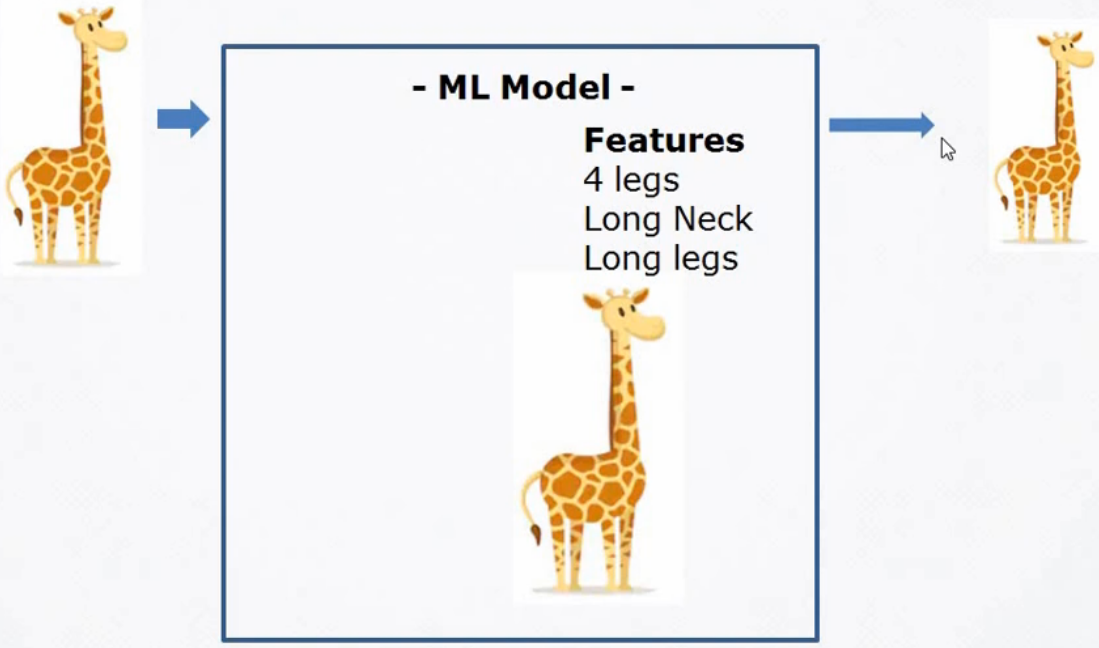 - ML Model -
Features
4 legs
Long Neck
Long legs